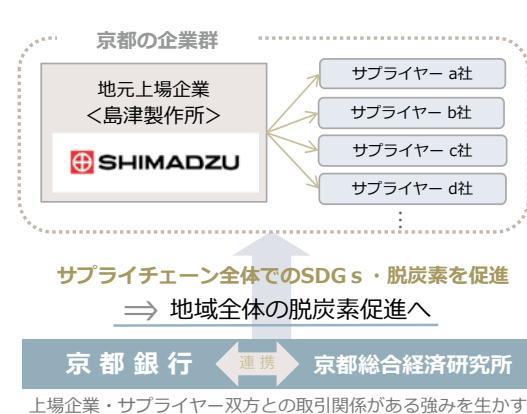 京都の企業群
地元上場企業
＜島津製作所＞
SHIMADZU
サプライヤー a社
サプライヤー b社
サプライヤー c社
サプライヤー d社
⋮
サプライチェーン全体でのSDGｓ・脱炭素を促進
⇒ 地域全体の脱炭素促進へ
京都銀行 連携 京都総合経済研究所
上場企業・サプライヤー双方との取引関係がある強みを生かす